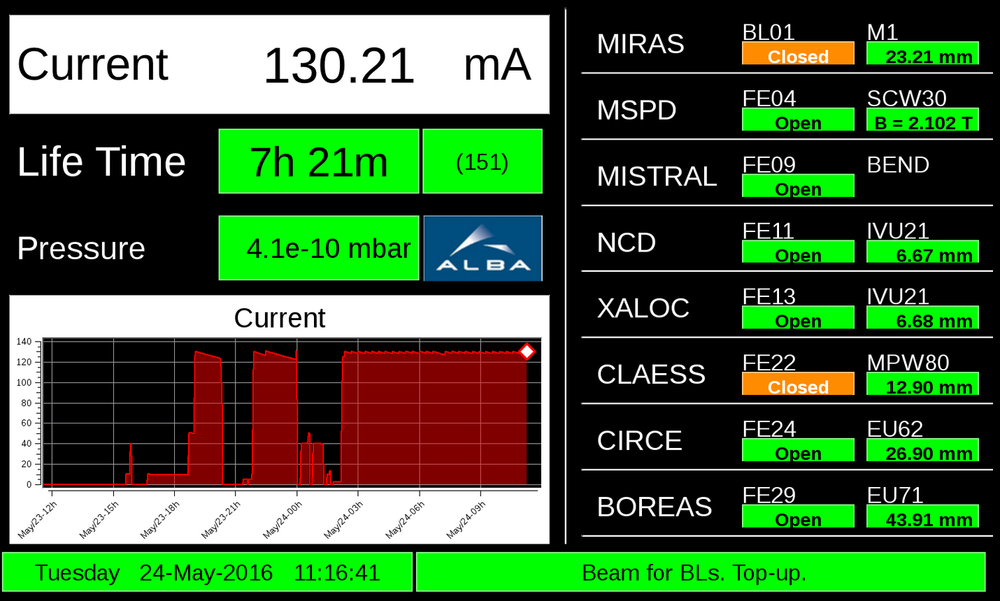 Current 130.21 mA
Life Time 7h 21m (151)
Pressure 4.1e-10 mbar
ALBA
Current
140
120
100
80
60
40
20
0
May/23-12h May/23-15h May/23-18h May/23-21h May/24-00h May/24-03h May/24-06h May/24-09h
MIRAS BL01 M1
Closed 23.21 mm
MSPD FE04 SCW30
Open B = 2.102 T
MISTRAL FE09 BEND
Open
NCD FE11 IVU21
Open 6.67 mm
XALOC FE13 IVU21
Open 6.68 mm
CLAESS FE22 MPW80
Closed 12.90 mm
CIRCE FE24 EU62
Open 26.90 mm
BOREAS FE29 EU71
Open 43.91 mm
Tuesday 24-May-2016 11:16:41
Beam for BLs. Top-up.